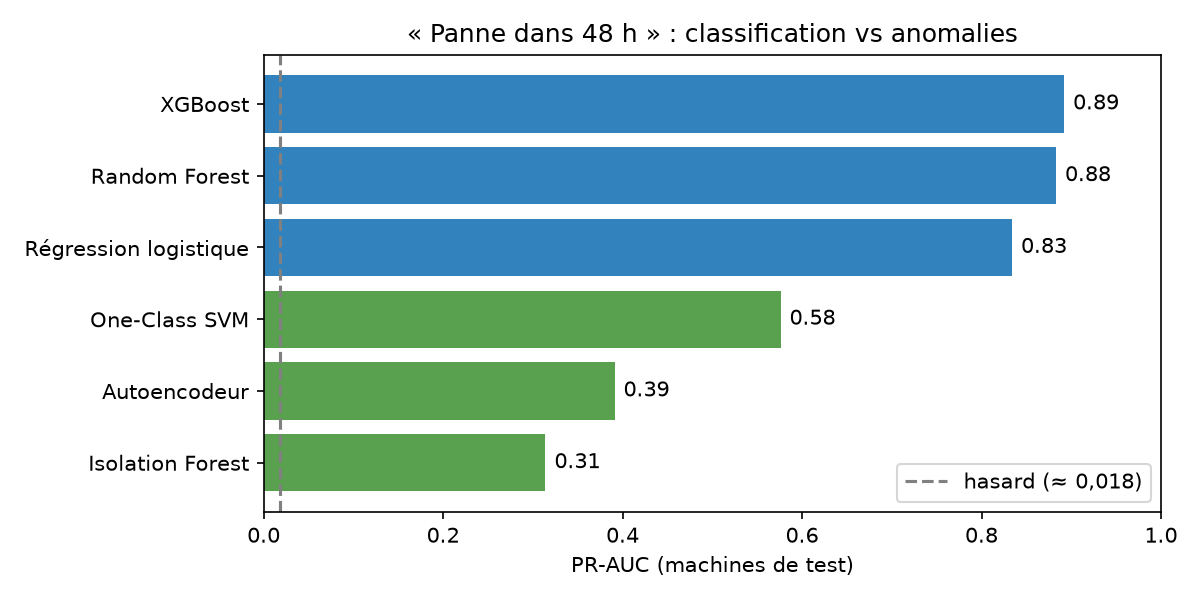 « Panne dans 48 h » : classification vs anomalies
XGBoost
0.89
Random Forest
0.88
Régression logistique
0.83
One-Class SVM
0.58
Autoencodeur
0.39
Isolation Forest
0.31
hasard (≈ 0,018)
0.0 0.2 0.4 0.6 0.8 1.0
PR-AUC (machines de test)